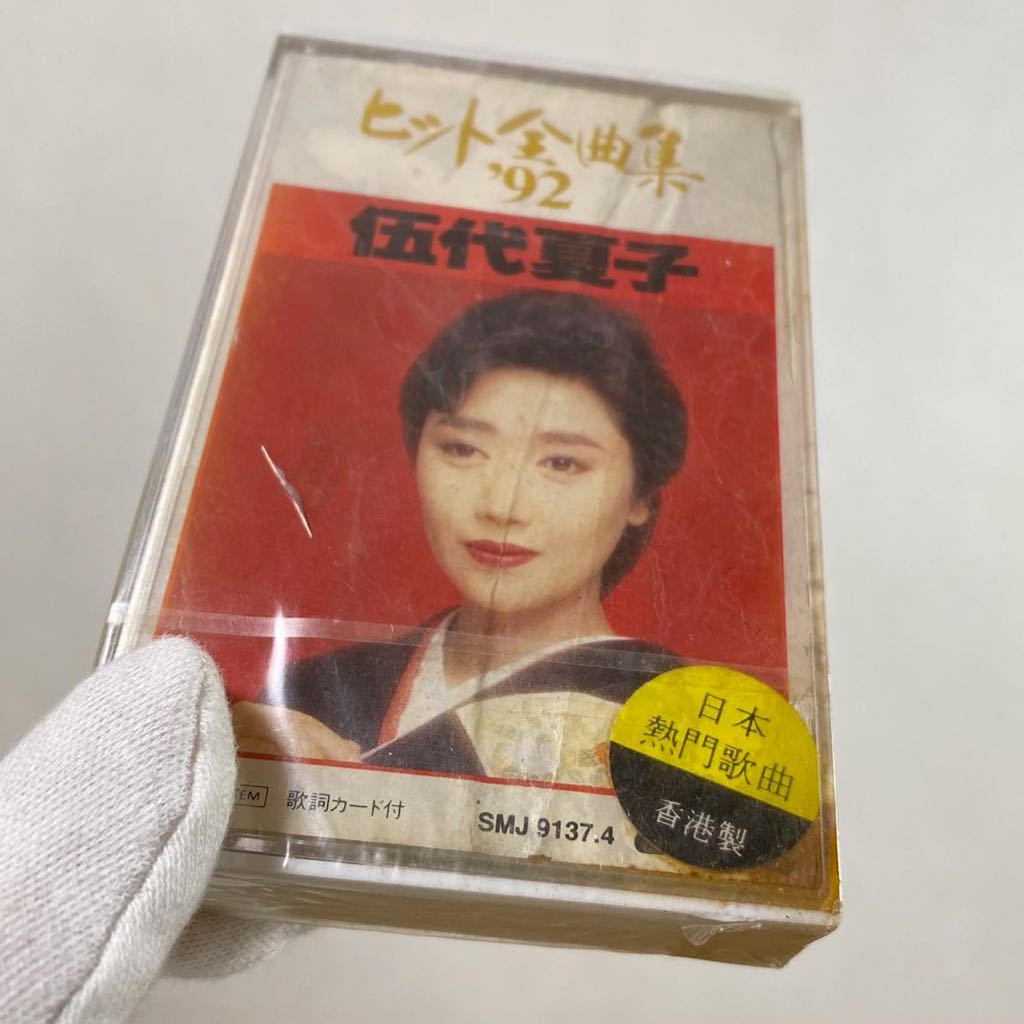 ヒット全曲集
'92
伍代夏子
日本
熱門歌曲
香港製
歌詞カード付
SMJ 9137.4